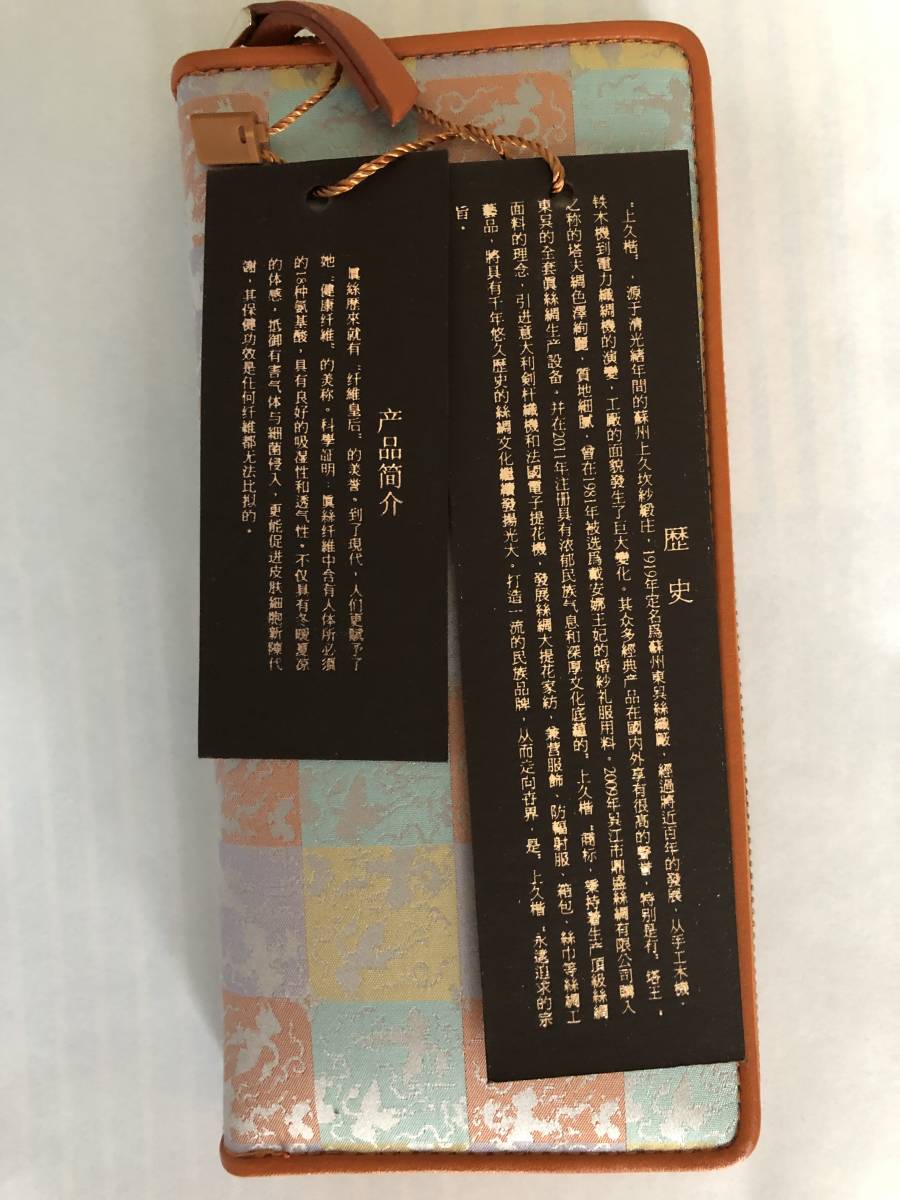 歷史
“上久楷”，源于清光緒年間的蘇州上久坎紗緞庄，1919年定名爲蘇州東吳絲織廠，經過將近百年的發展，从手工木機、
铁木機到電力織綢機的演變，工廠的面貌發生了巨大變化。其众多經典产品在國内外享有很高的聲誉，特别是有“塔王”
之称的塔夫綢色澤絢麗，質地細膩，曾在1981年被选爲戴安娜王妃的婚紗礼服用料。2009年吳江市鼎盛絲綢有限公司購入
東吳的全套眞絲綢生产設备。并在2011年注册具有浓郁民族气息和深厚文化底蘊的“上久楷”商标，秉持着生产頂級絲綢
面料的理念，引進意大利剑杆織機和法國電子提花機，發展絲綢大提花家紡，兼营服飾、防輻射服、箱包、絲巾等絲綢工
藝品，將具有千年悠久歷史的絲綢文化繼續發揚光大。打造一流的民族品牌，从而走向世界，是“上久楷”永遠追求的宗
旨。
产品简介
眞絲歷來就有“纤維皇后”的美誉。到了現代，人们更賦予了
她“健康纤維”的美称。科學証明：眞絲纤維中含有人体所必須
的18种氨基酸，具有良好的吸湿性和透气性。不仅具有冬暖夏凉
的体感，抵御有害气体与細菌侵入，更能促进皮肤細胞新陳代
謝，其保健功效是任何纤維都无法比拟的。